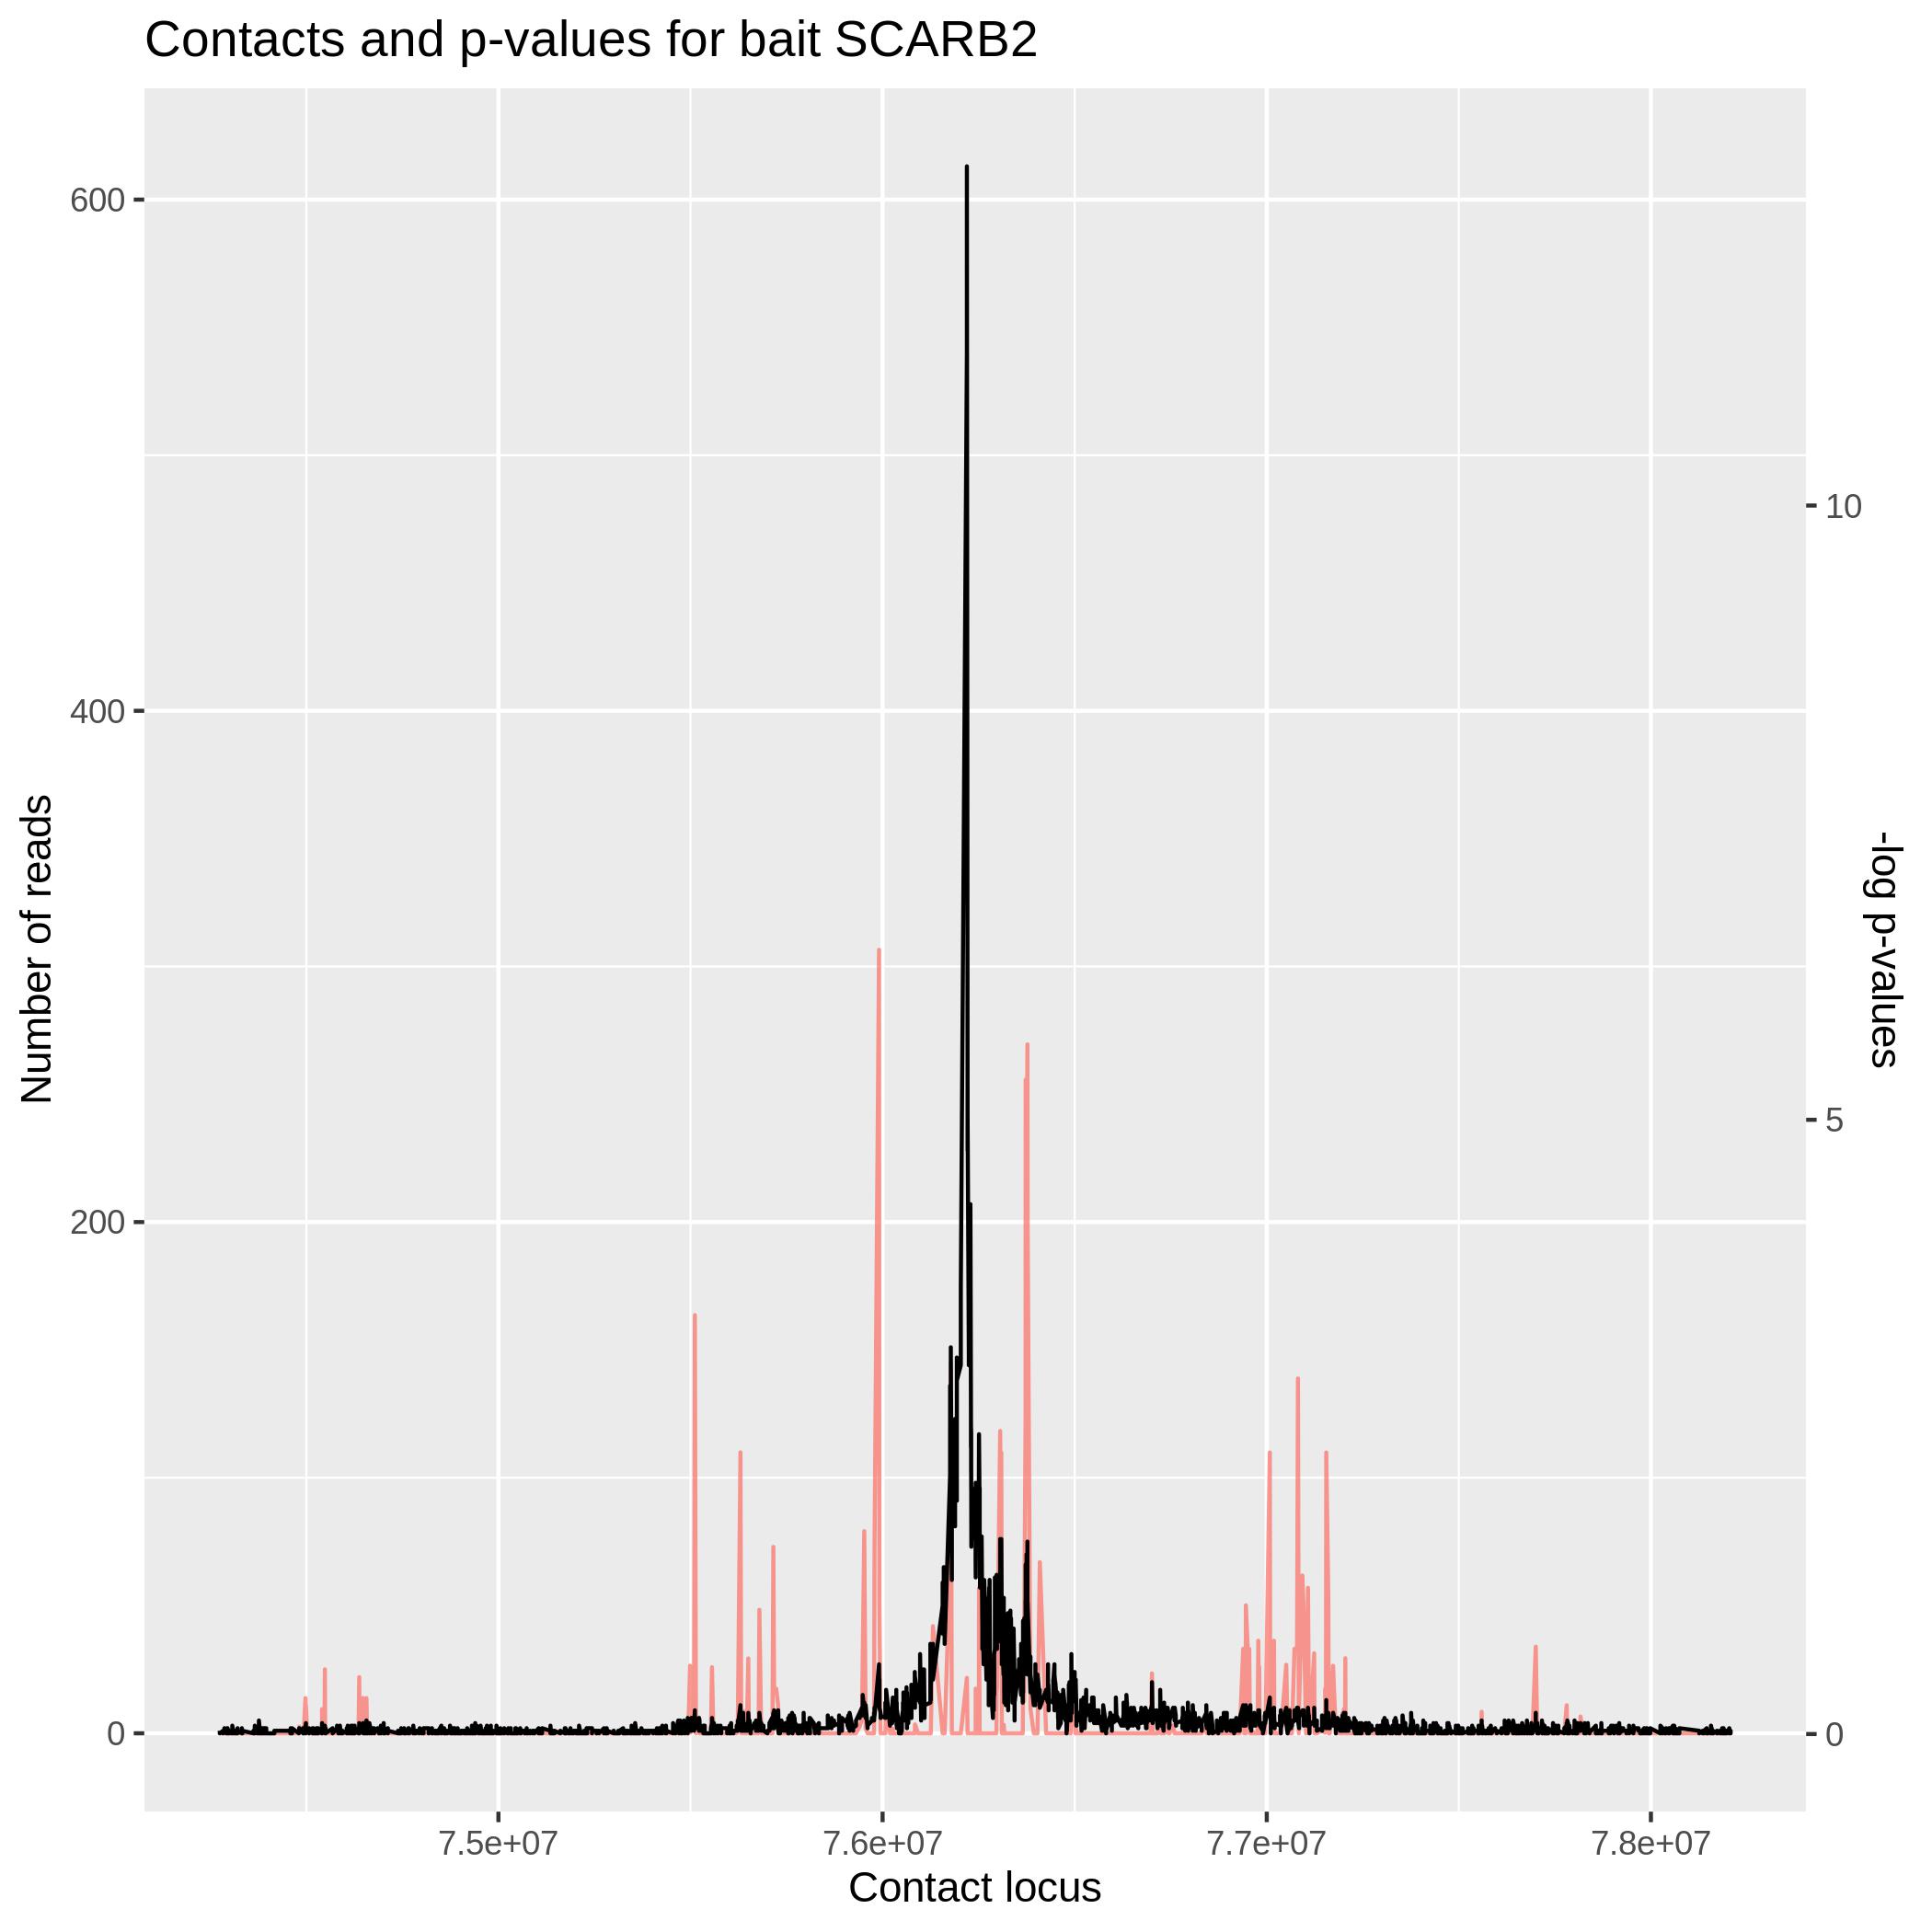 Contacts and p-values for bait SCARB2
600
400
200
0
Number of reads
10
5
0
-log p-values
7.5e+07
7.6e+07
7.7e+07
7.8e+07
Contact locus